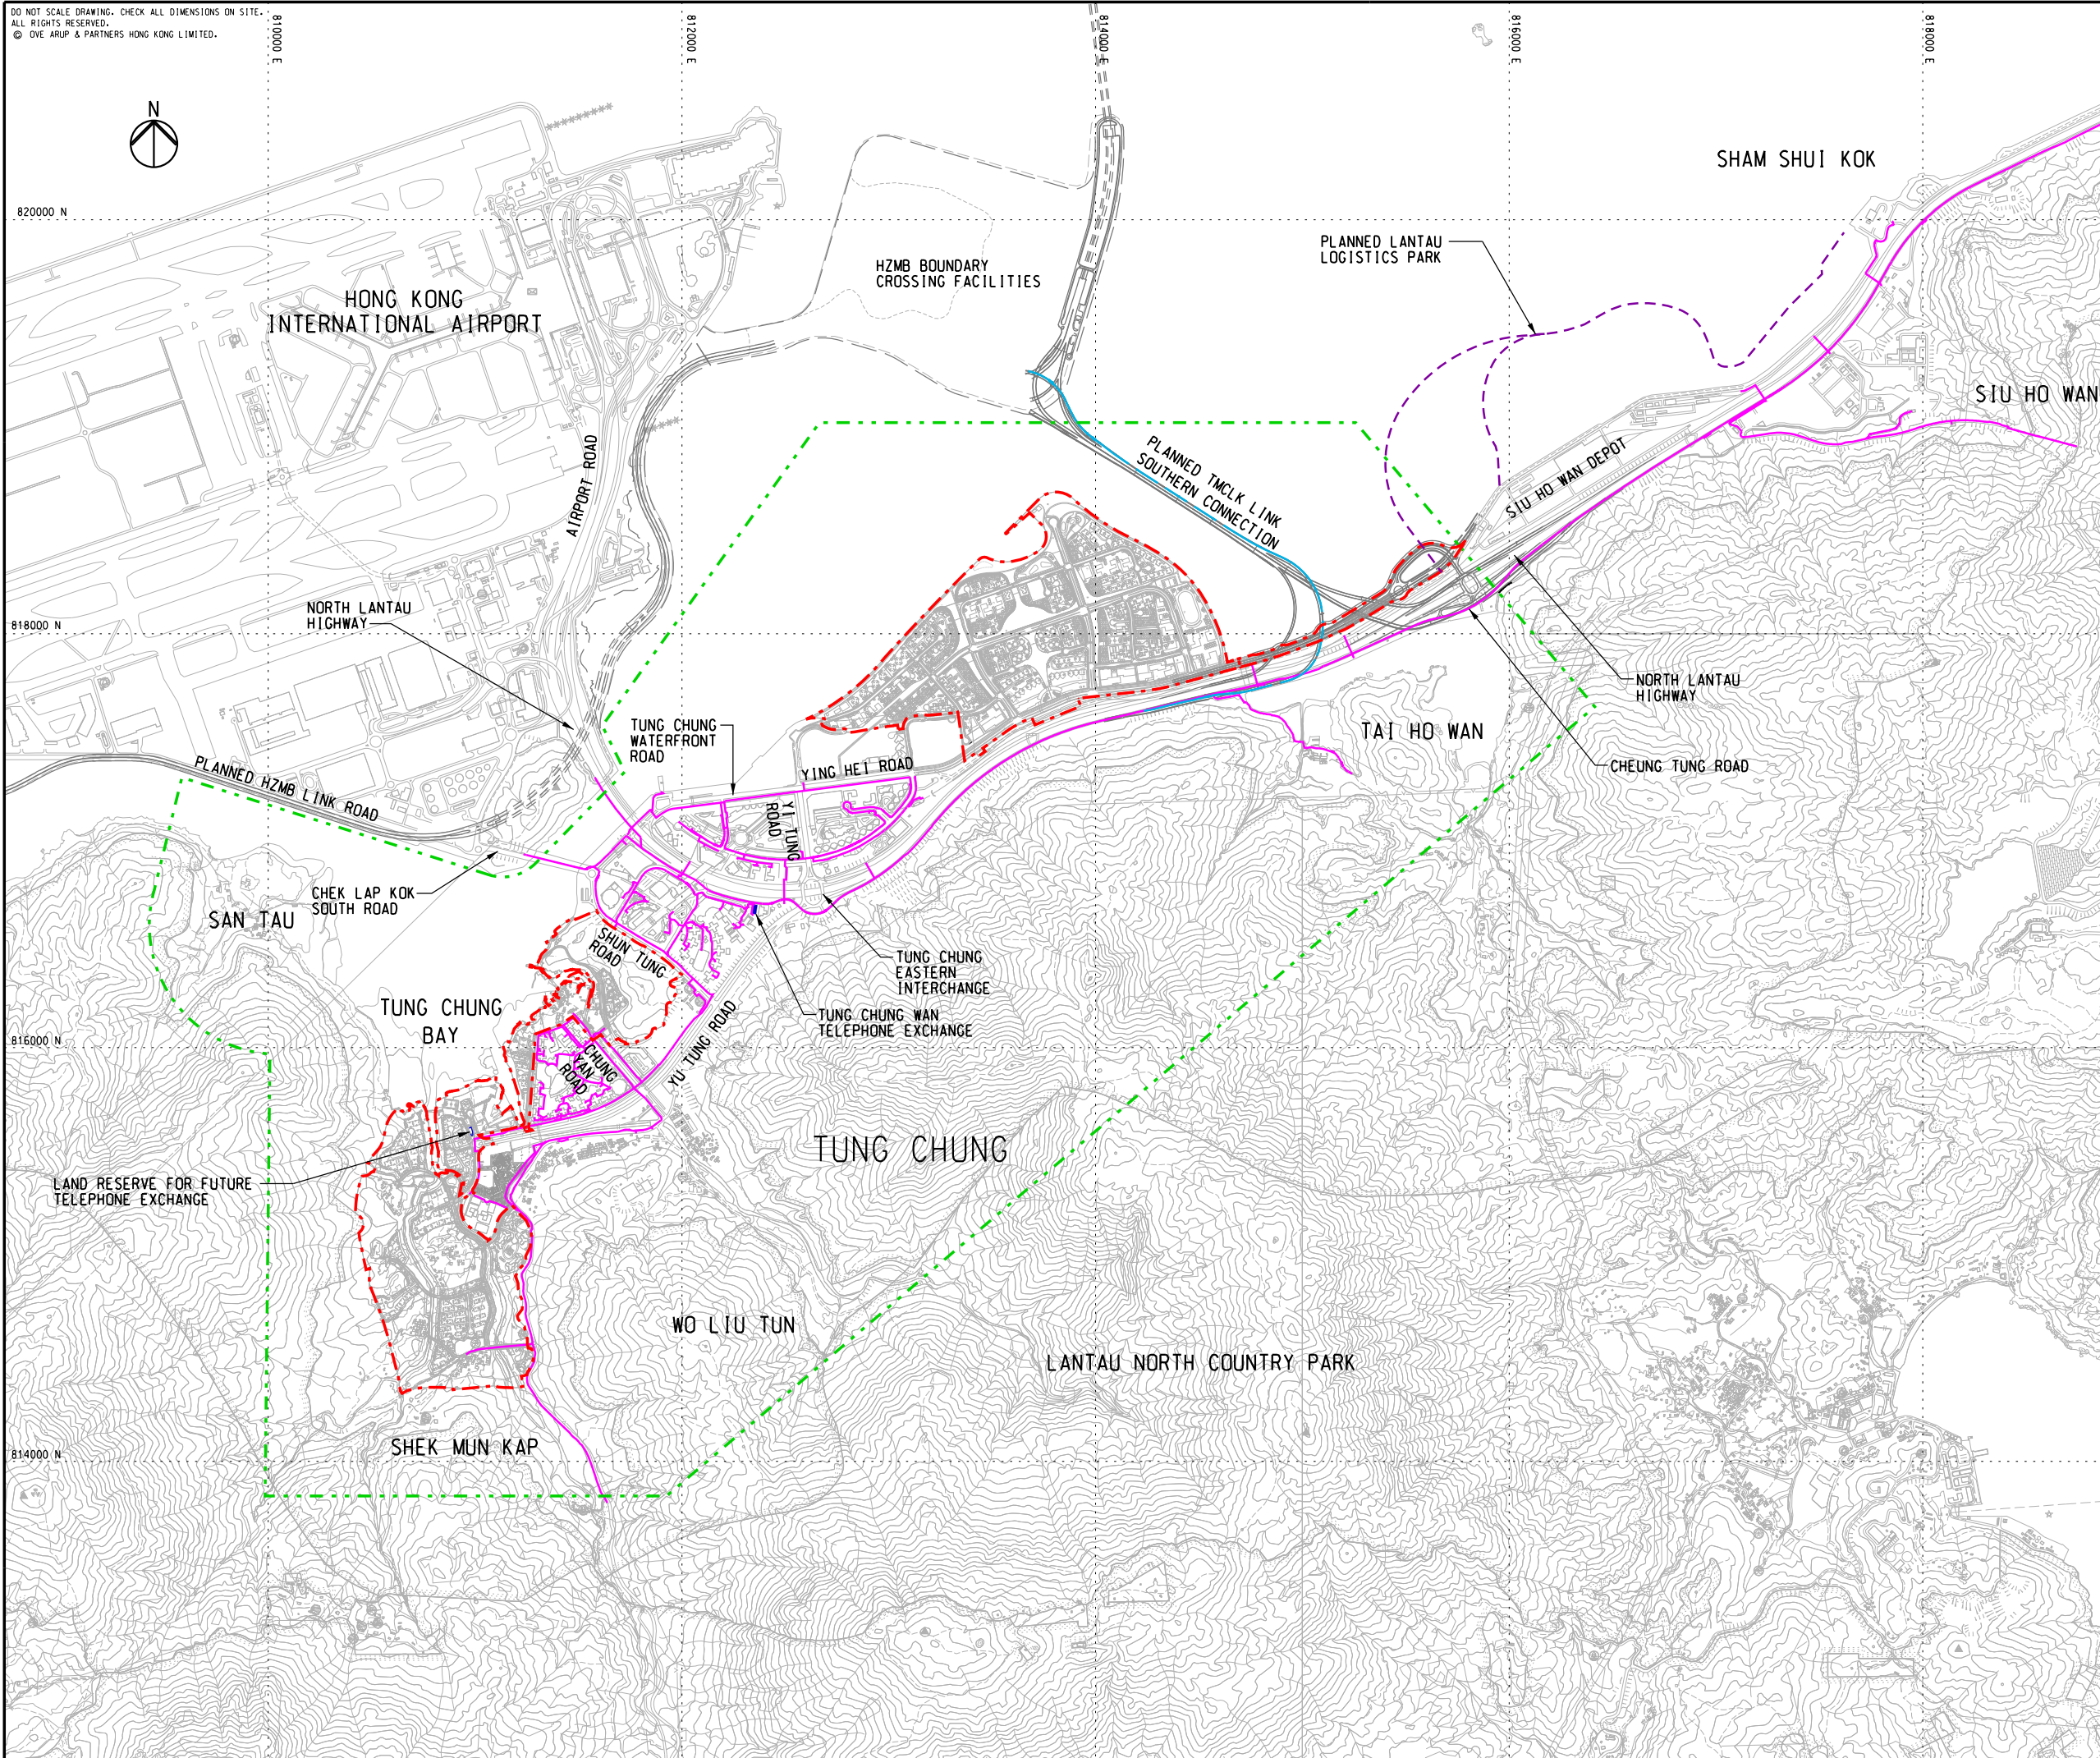 DO NOT SCALE DRAWING. CHECK ALL DIMENSIONS ON SITE.
ALL RIGHTS RESERVED.
© OVE ARUP & PARTNERS HONG KONG LIMITED.
810000 E
812000 E
814000 E
816000 E
818000 E
N
SHAM SHUI KOK
820000 N
PLANNED LANTAU
LOGISTICS PARK
HZMB BOUNDARY
CROSSING FACILITIES
HONG KONG
INTERNATIONAL AIRPORT
SIU HO WAN
AIRPORT ROAD
PLANNED TMCLK LINK
SOUTHERN CONNECTION
SIU HO WAN DEPOT
NORTH LANTAU
HIGHWAY
818000 N
NORTH LANTAU
HIGHWAY
TUNG CHUNG
WATERFRONT
ROAD
TAI HO WAN
CHEUNG TUNG ROAD
YING HEI ROAD
PLANNED HZMB LINK ROAD
YI TUNG
ROAD
CHEK LAP KOK
SOUTH ROAD
SAN TAU
SHUN TUNG
ROAD
TUNG CHUNG
EASTERN
INTERCHANGE
TUNG CHUNG
BAY
TUNG CHUNG WAN
TELEPHONE EXCHANGE
816000 N
YU TUNG ROAD
CHUNG
YAN
ROAD
TUNG CHUNG
LAND RESERVE FOR FUTURE
TELEPHONE EXCHANGE
WO LIU TUN
LANTAU NORTH COUNTRY PARK
SHEK MUN KAP
814000 N